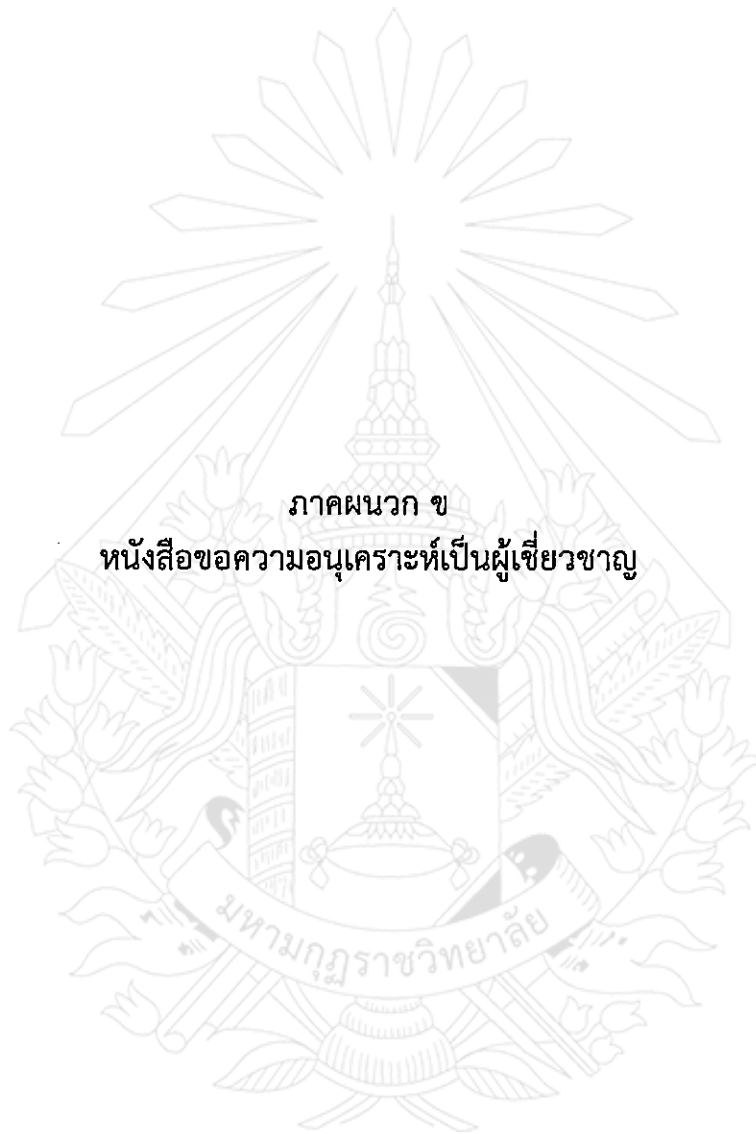 ภาคผนวก ข
หนังสือขอความอนุเคราะห์เป็นผู้เชี่ยวชาญ
มหามกุฏราชวิทยาลัย